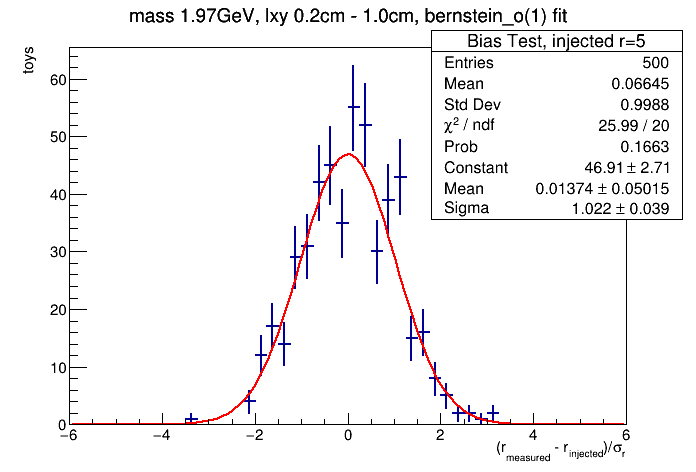 mass 1.97GeV, lxy 0.2cm - 1.0cm, bernstein_o(1) fit
Bias Test, injected r=5
Entries 500
Mean 0.06645
Std Dev 0.9988
χ² / ndf 25.99 / 20
Prob 0.1663
Constant 46.91 ± 2.71
Mean 0.01374 ± 0.05015
Sigma 1.022 ± 0.039
toys
60
50
40
30
20
10
0
−6 −4 −2 0 2 4 6
(r_measured - r_injected)/σ_r